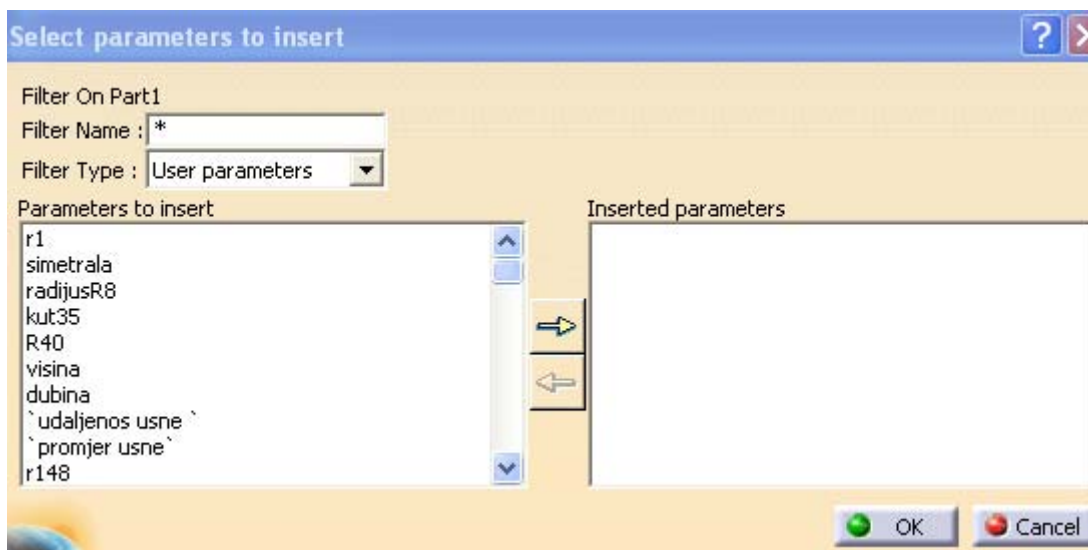 Select parameters to insert
Filter On Part1
Filter Name : *
Filter Type : User parameters
Parameters to insert
r1
simetrala
radijusR8
kut35
R40
visina
dubina
`udaljenos usne `
`promjer usne`
r148
Inserted parameters
OK
Cancel